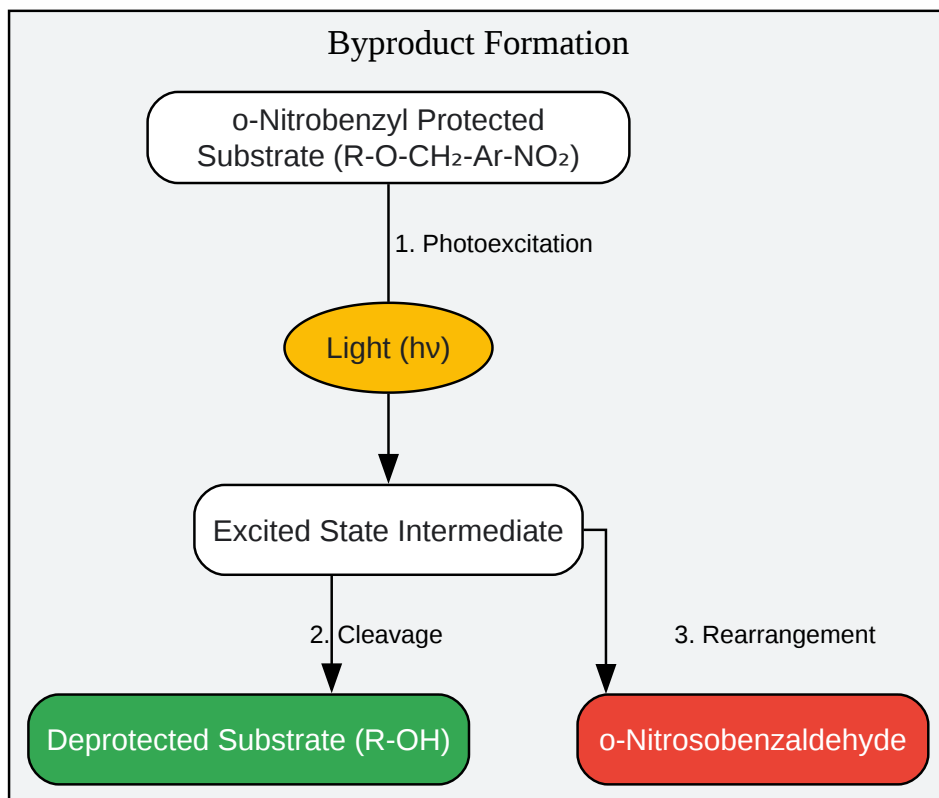 Byproduct Formation
o-Nitrobenzyl Protected
Substrate (R-O-CH₂-Ar-NO₂)
1. Photoexcitation
Light (hν)
Excited State Intermediate
2. Cleavage
3. Rearrangement
Deprotected Substrate (R-OH)
o-Nitrosobenzaldehyde